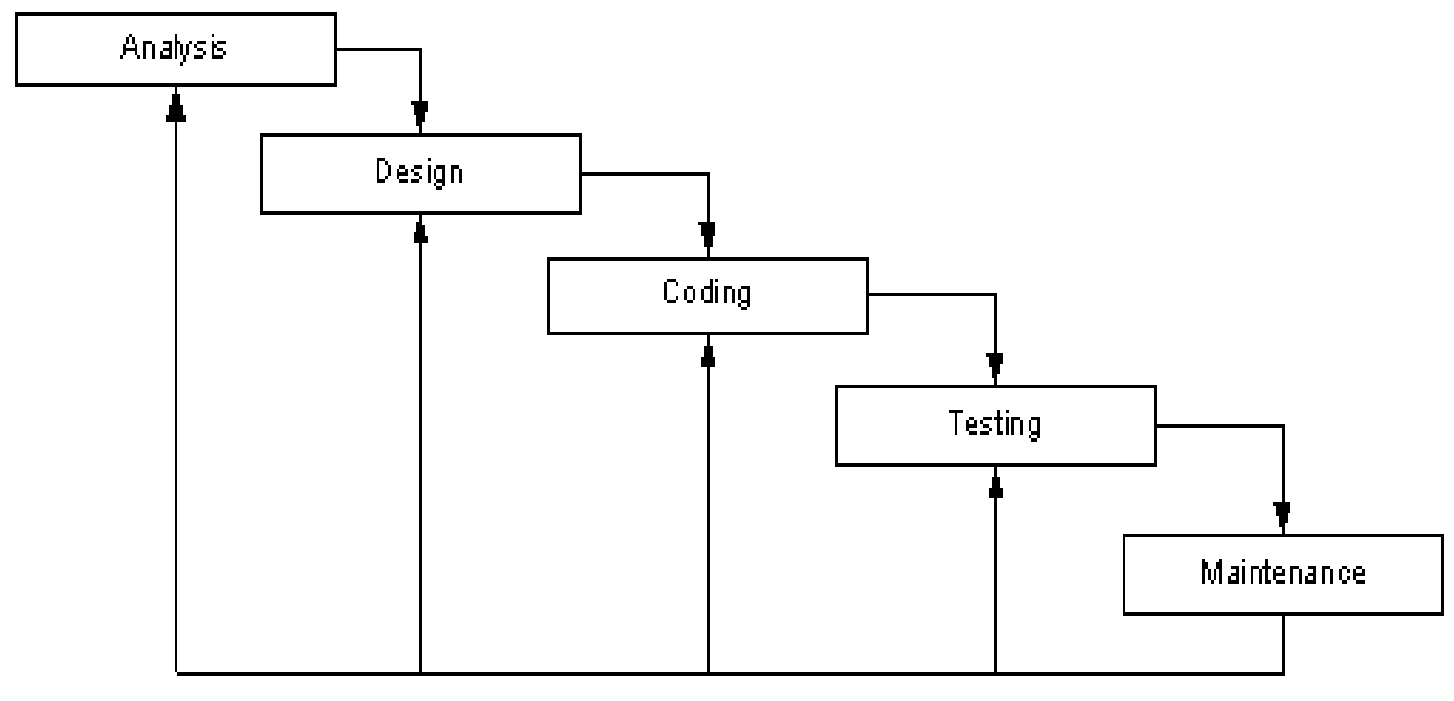 Analysis
Design
Coding
Testing
Maintenance